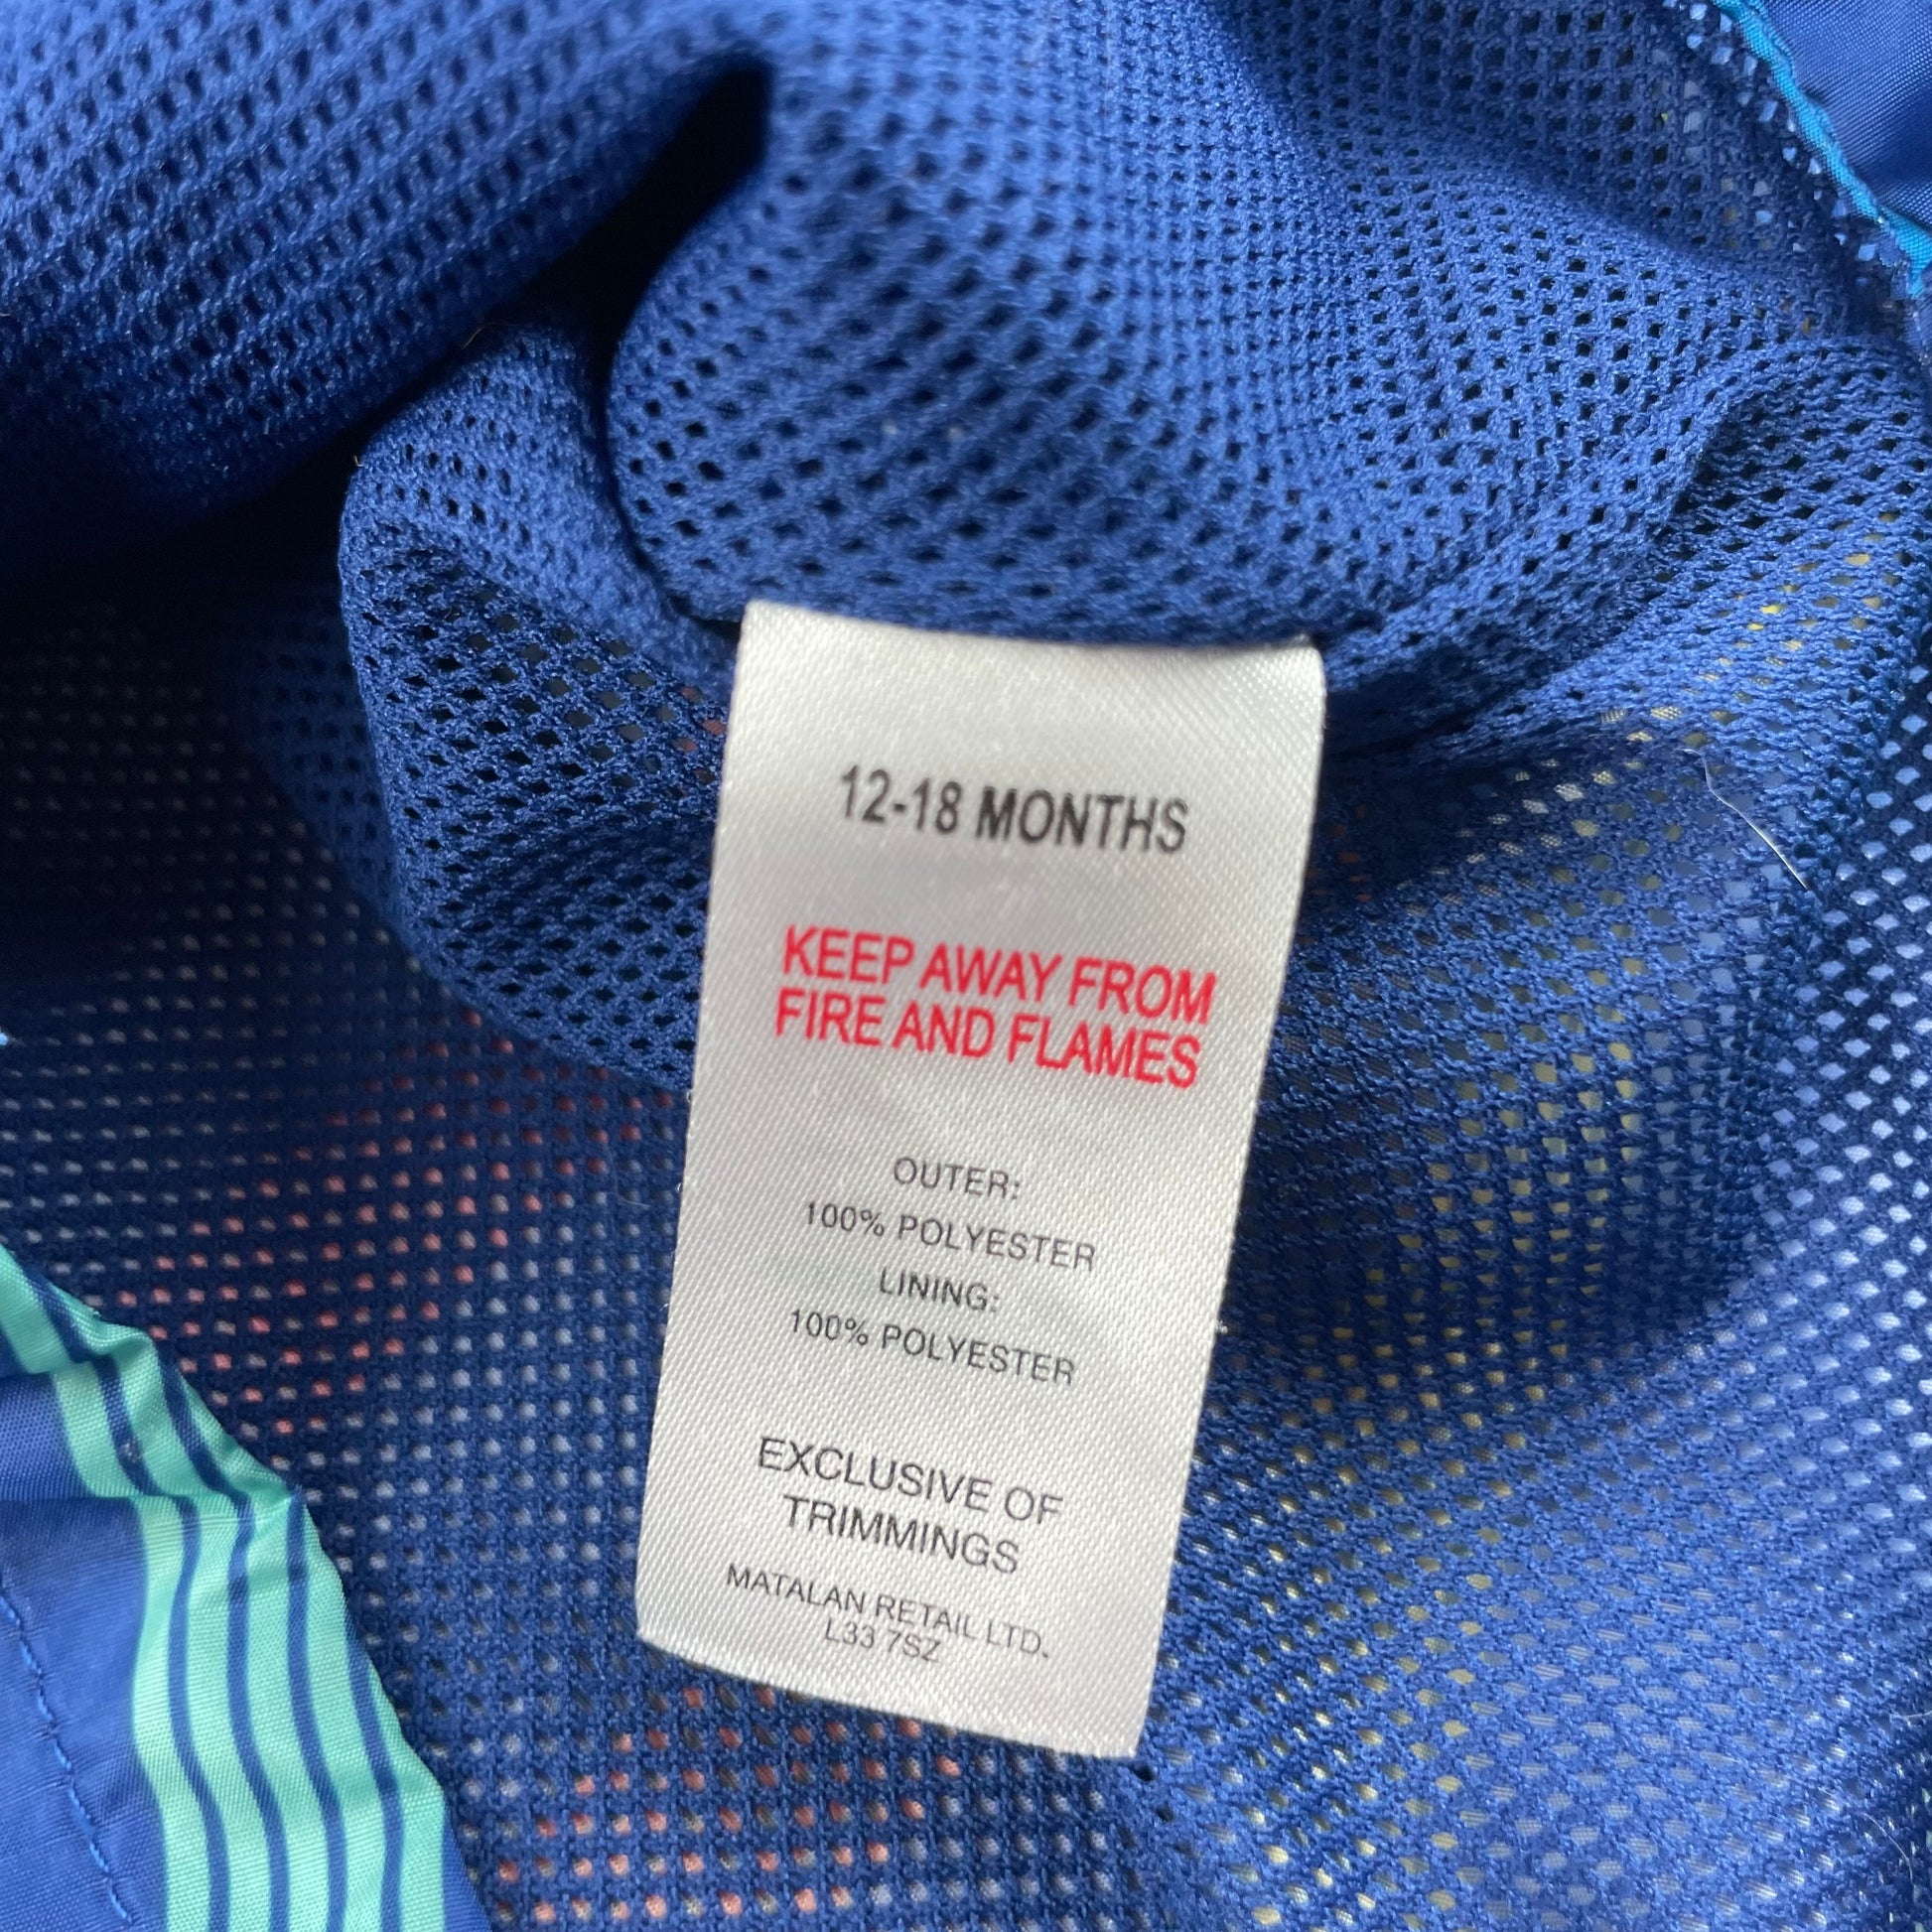 12-18 MONTHS
KEEP AWAY FROM
FIRE AND FLAMES
OUTER:
100% POLYESTER
LINING:
100% POLYESTER
EXCLUSIVE OF
TRIMMINGS
MATALAN RETAIL LTD.
L33 7SZ